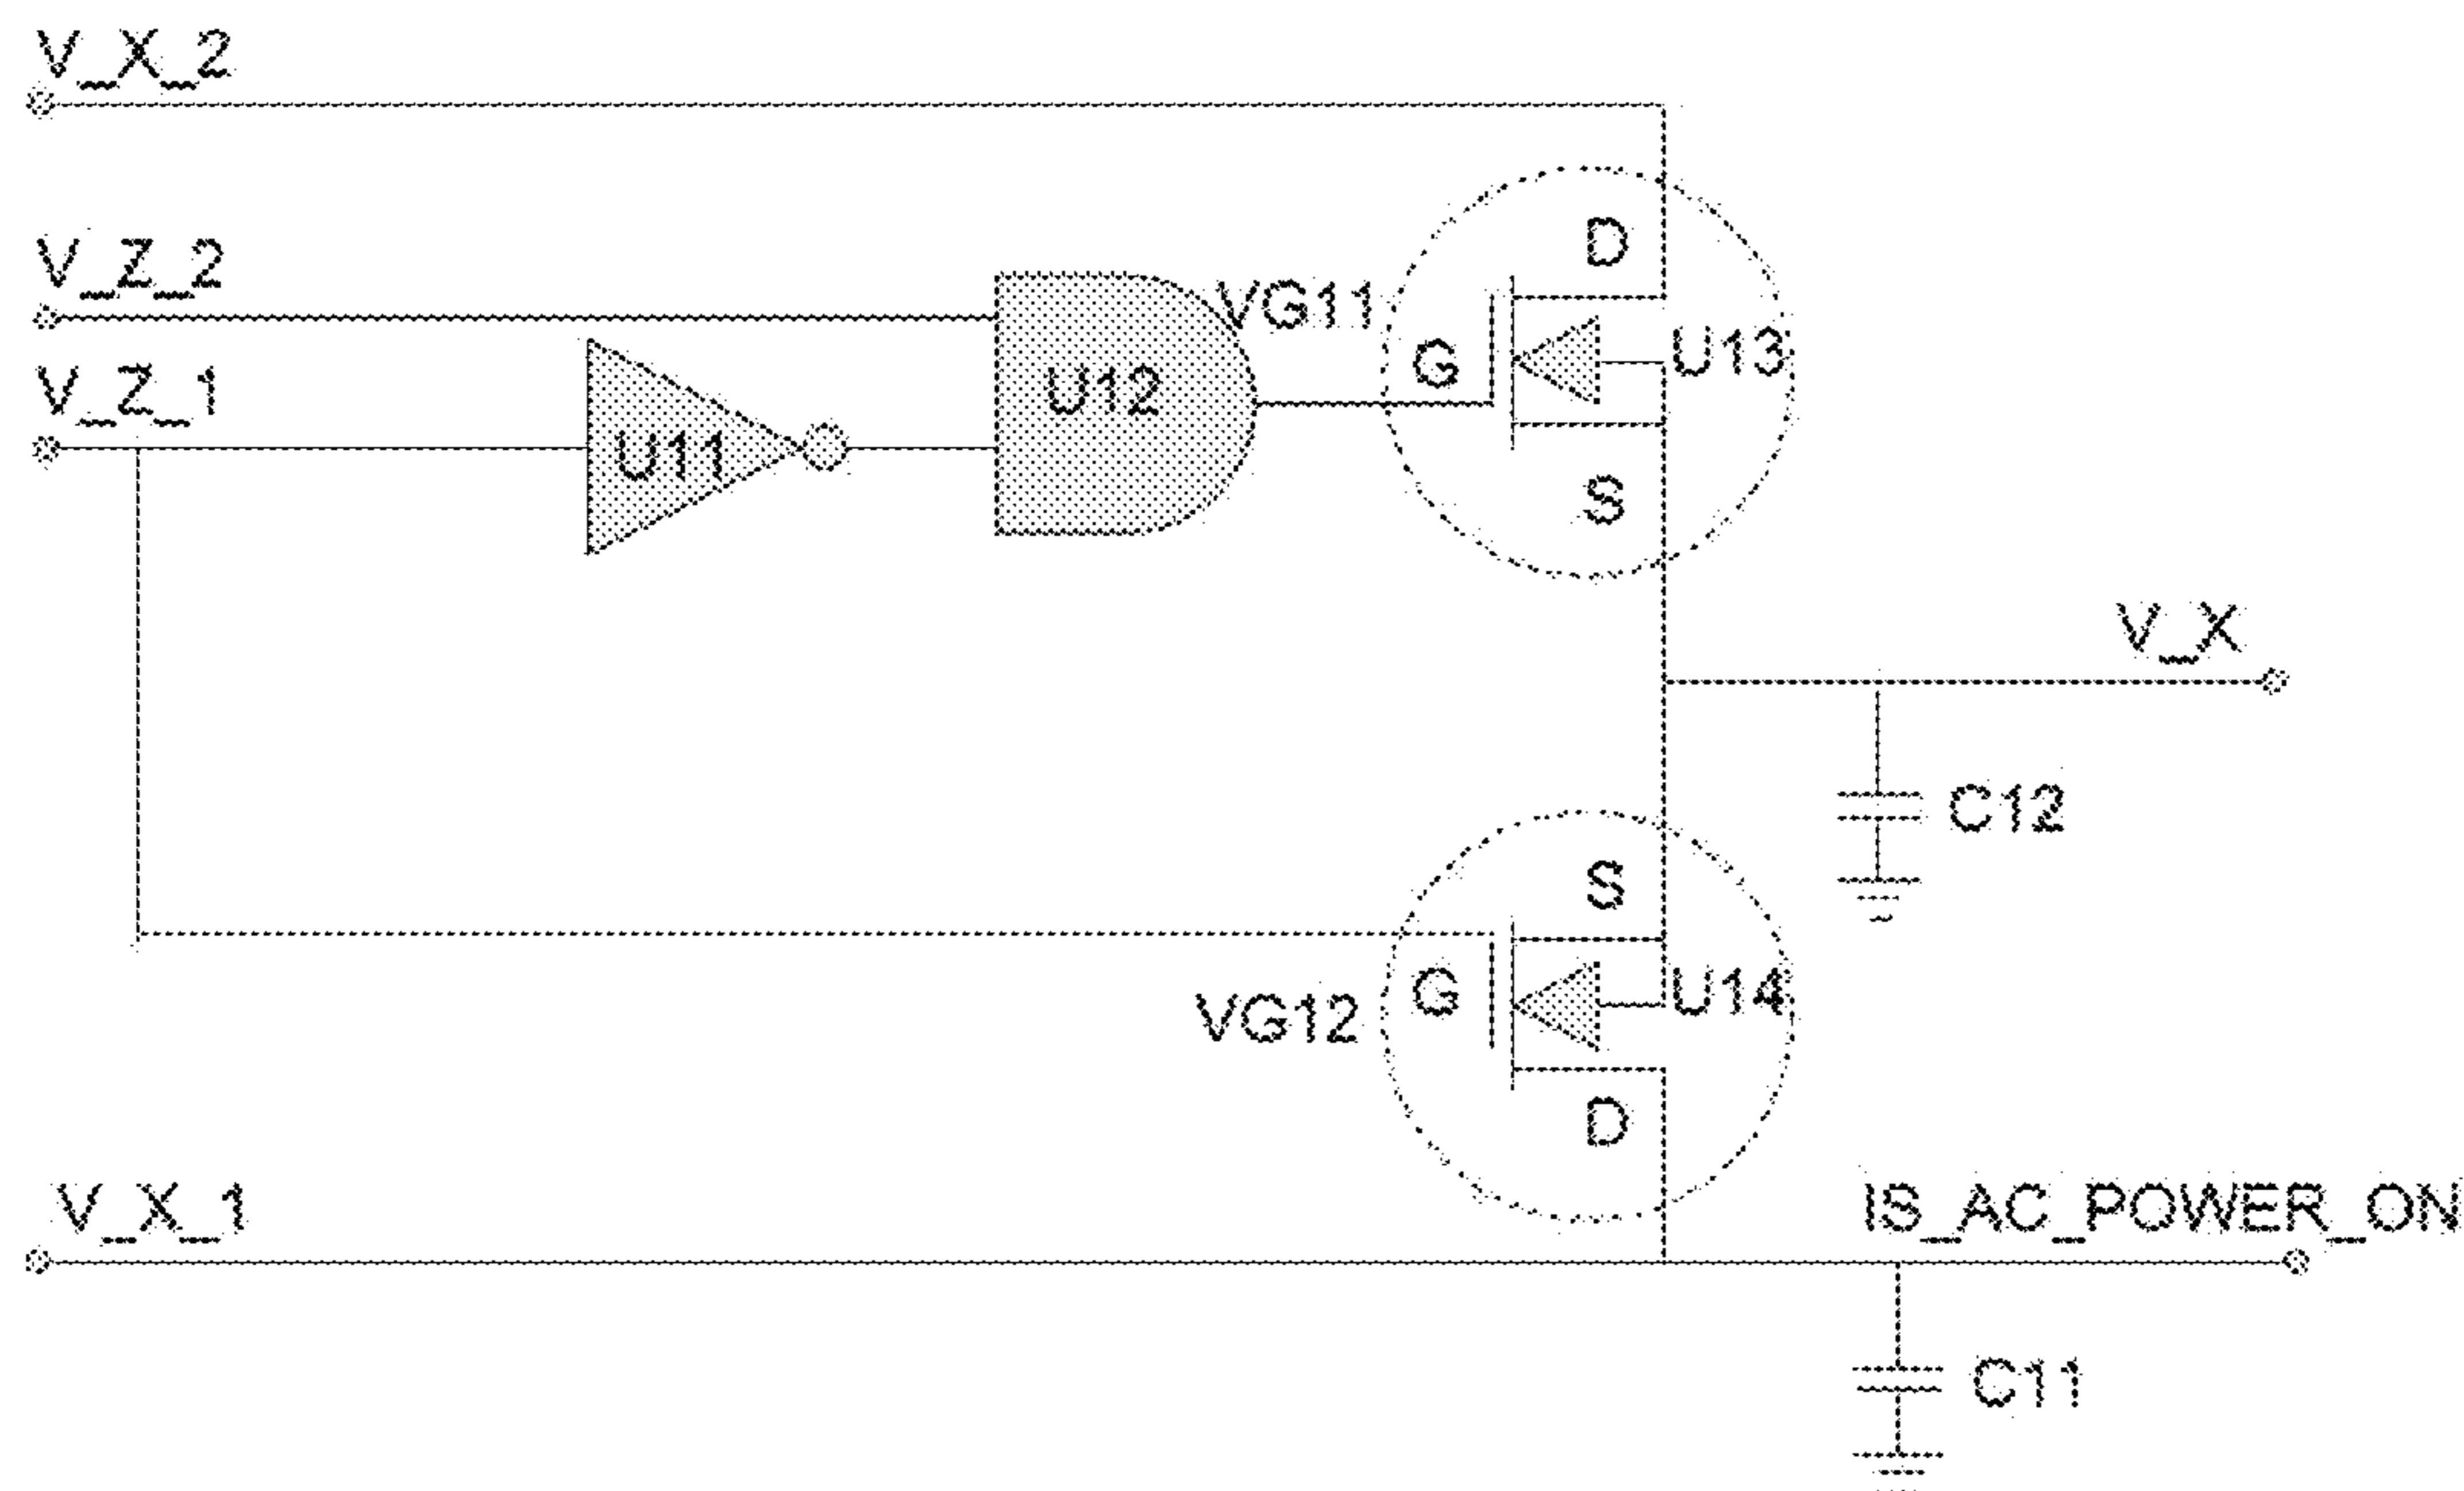 V_X_2
D
V_Z_2
VG11
U13
G
V_Z_1
U12
U11
S
V_X
C12
S
U14
G
VG12
D
V_X_1
IS_AC_POWER_ON
C11